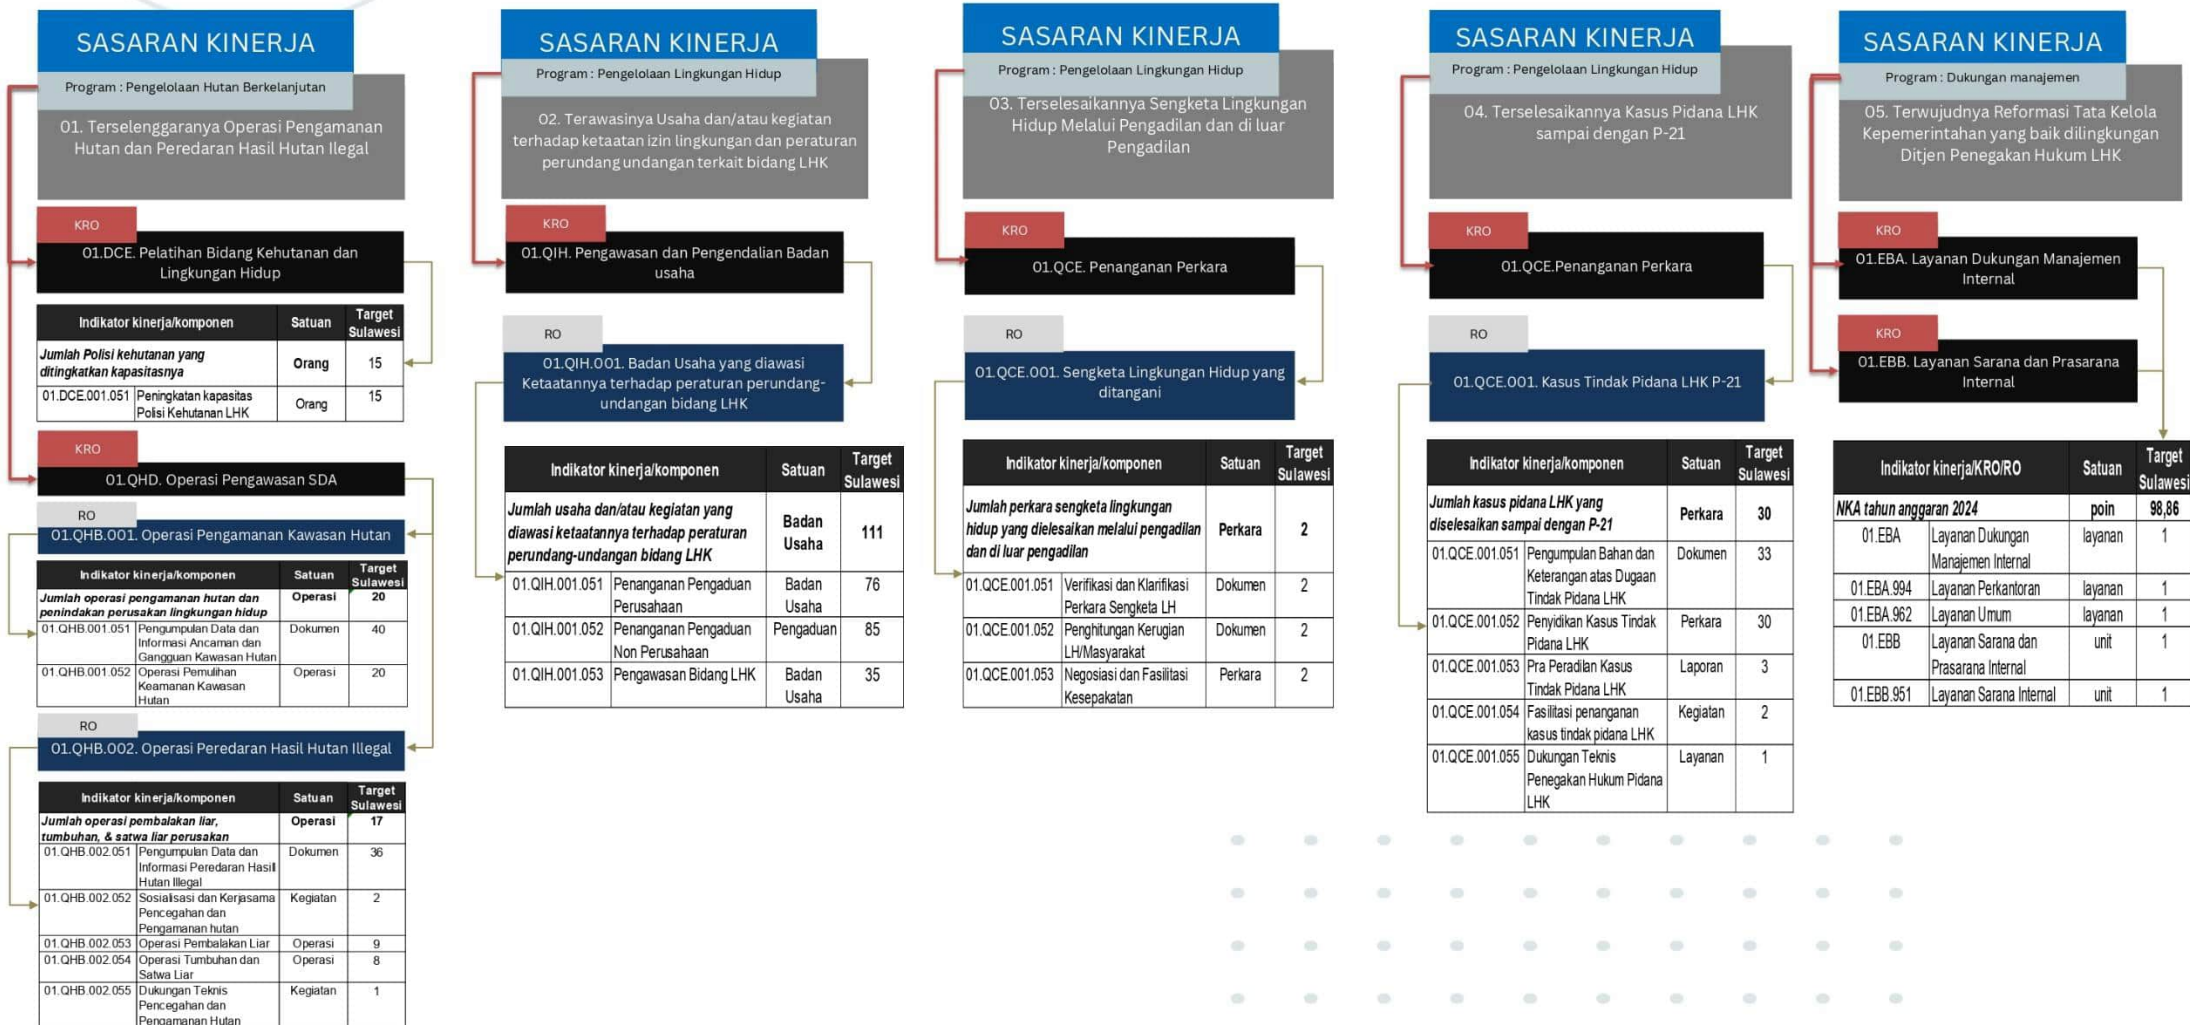 SASARAN KINERJA
Program : Pengelolaan Hutan Berkelanjutan
01. Terselenggaranya Operasi Pengamanan
Hutan dan Peredaran Hasil Hutan Ilegal
KRO
01.DCE. Pelatihan Bidang Kehutanan dan
Lingkungan Hidup
Indikator kinerja/komponen Satuan Target Sulawesi
Jumlah Polisi kehutanan yang
ditingkatkan kapasitasnya Orang 15
01.DCE.001.051 Peningkatan kapasitas Orang 15
Polisi Kehutanan LHK
KRO
01.QHD. Operasi Pengawasan SDA
RO
01.QHB.001. Operasi Pengamanan Kawasan Hutan
Indikator kinerja/komponen Satuan Target Sulawesi
Jumlah operasi pengamanan hutan dan Operasi 20
penindakan perusakan lingkungan hidup
01.QHB.001.051 Pengumpulan Data dan Dokumen 40
Informasi Ancaman dan
Gangguan Kawasan Hutan
01.QHB.001.052 Operasi Pemulihan Operasi 20
Keamanan Kawasan
Hutan
RO
01.QHB.002. Operasi Peredaran Hasil Hutan Illegal
Indikator kinerja/komponen Satuan Target Sulawesi
Jumlah operasi pembalakan liar, Operasi 17
tumbuhan, & satwa liar perusakan
01.QHB.002.051 Pengumpulan Data dan Dokumen 36
Informasi Peredaran Hasil
Hutan Illegal
01.QHB.002.052 Sosialisasi dan Kerjasama Kegiatan 2
Pencegahan dan
Pengamanan hutan
01.QHB.002.053 Operasi Pembalakan Liar Operasi 9
01.QHB.002.054 Operasi Tumbuhan dan Operasi 8
Satwa Liar
01.QHB.002.055 Dukungan Teknis Kegiatan 1
Pencegahan dan
Pengamanan Hutan
SASARAN KINERJA
Program : Pengelolaan Lingkungan Hidup
02. Terawasinya Usaha dan/atau kegiatan
terhadap ketaatan izin lingkungan dan peraturan
perundang undangan terkait bidang LHK
KRO
01.QIH. Pengawasan dan Pengendalian Badan
usaha
RO
01.QIH.001. Badan Usaha yang diawasi
Ketaatannya terhadap peraturan perundang-
undangan bidang LHK
Indikator kinerja/komponen Satuan Target Sulawesi
Jumlah usaha dan/atau kegiatan yang
diawasi ketaatannya terhadap peraturan Badan Usaha 111
perundang-undangan bidang LHK
01.QIH.001.051 Penanganan Pengaduan Badan 76
Perusahaan Usaha
01.QIH.001.052 Penanganan Pengaduan Pengaduan 85
Non Perusahaan
01.QIH.001.053 Pengawasan Bidang LHK Badan 35
Usaha
SASARAN KINERJA
Program : Pengelolaan Lingkungan Hidup
03. Terselesaikannya Sengketa Lingkungan
Hidup Melalui Pengadilan dan di luar
Pengadilan
KRO
01.QCE. Penanganan Perkara
RO
01.QCE.001. Sengketa Lingkungan Hidup yang
ditangani
Indikator kinerja/komponen Satuan Target Sulawesi
Jumlah perkara sengketa lingkungan
hidup yang dielesaikan melalui pengadilan Perkara 2
dan di luar pengadilan
01.QCE.001.051 Verifikasi dan Klarifikasi Dokumen 2
Perkara Sengketa LH
01.QCE.001.052 Penghitungan Kerugian Dokumen 2
LH/Masyarakat
01.QCE.001.053 Negosiasi dan Fasilitasi Perkara 2
Kesepakatan
SASARAN KINERJA
Program : Pengelolaan Lingkungan Hidup
04. Terselesaikannya Kasus Pidana LHK
sampai dengan P-21
KRO
01.QCE.Penanganan Perkara
RO
01.QCE.001. Kasus Tindak Pidana LHK P-21
Indikator kinerja/komponen Satuan Target Sulawesi
Jumlah kasus pidana LHK yang
diselesaikan sampai dengan P-21 Perkara 30
01.QCE.001.051 Pengumpulan Bahan dan Dokumen 33
Keterangan atas Dugaan
Tindak Pidana LHK
01.QCE.001.052 Penyidikan Kasus Tindak Perkara 30
Pidana LHK
01.QCE.001.053 Pra Peradilan Kasus Laporan 3
Tindak Pidana LHK
01.QCE.001.054 Fasilitasi penanganan Kegiatan 2
kasus tindak pidana LHK
01.QCE.001.055 Dukungan Teknis Layanan 1
Penegakan Hukum Pidana
LHK
SASARAN KINERJA
Program : Dukungan manajemen
05. Terwujudnya Reformasi Tata Kelola
Kepemerintahan yang baik dilingkungan
Ditjen Penegakan Hukum LHK
KRO
01.EBA. Layanan Dukungan Manajemen
Internal
KRO
01.EBB. Layanan Sarana dan Prasarana
Internal
Indikator kinerja/KRO/RO Satuan Target Sulawesi
NKA tahun anggaran 2024 poin 98,86
01.EBA Layanan Dukungan layanan 1
Manajemen Internal
01.EBA.994 Layanan Perkantoran layanan 1
01.EBA.962 Layanan Umum layanan 1
01.EBB Layanan Sarana dan unit 1
Prasarana Internal
01.EBB.951 Layanan Sarana Internal unit 1